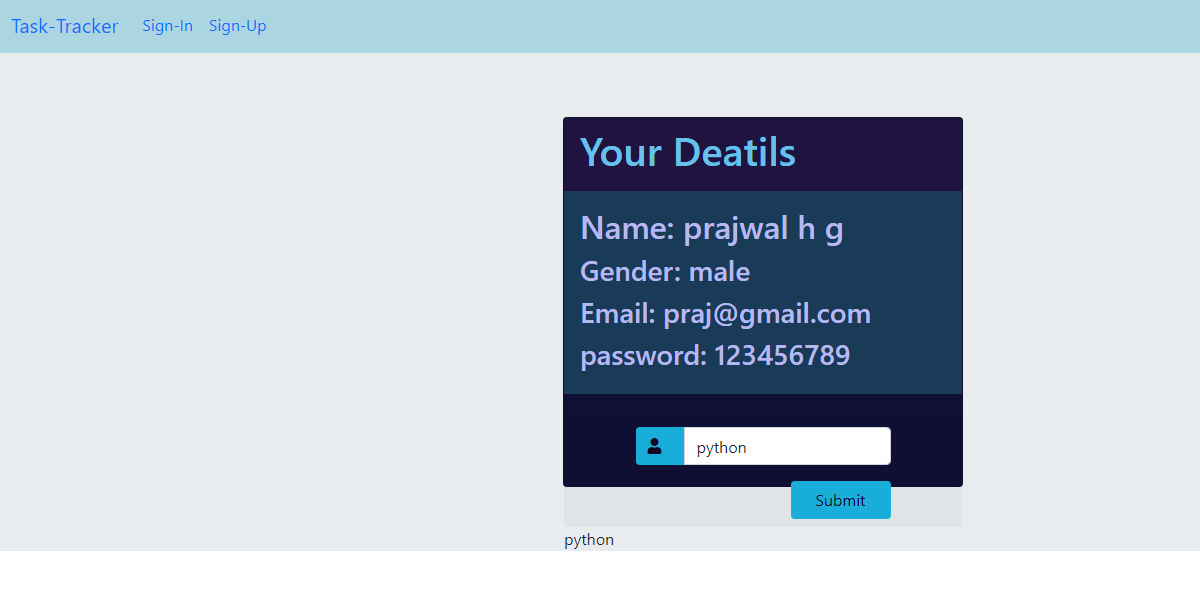 Task-Tracker Sign-In Sign-Up
Your Deatils
Name: prajwal h g
Gender: male
Email: praj@gmail.com
password: 123456789
python
Submit
python